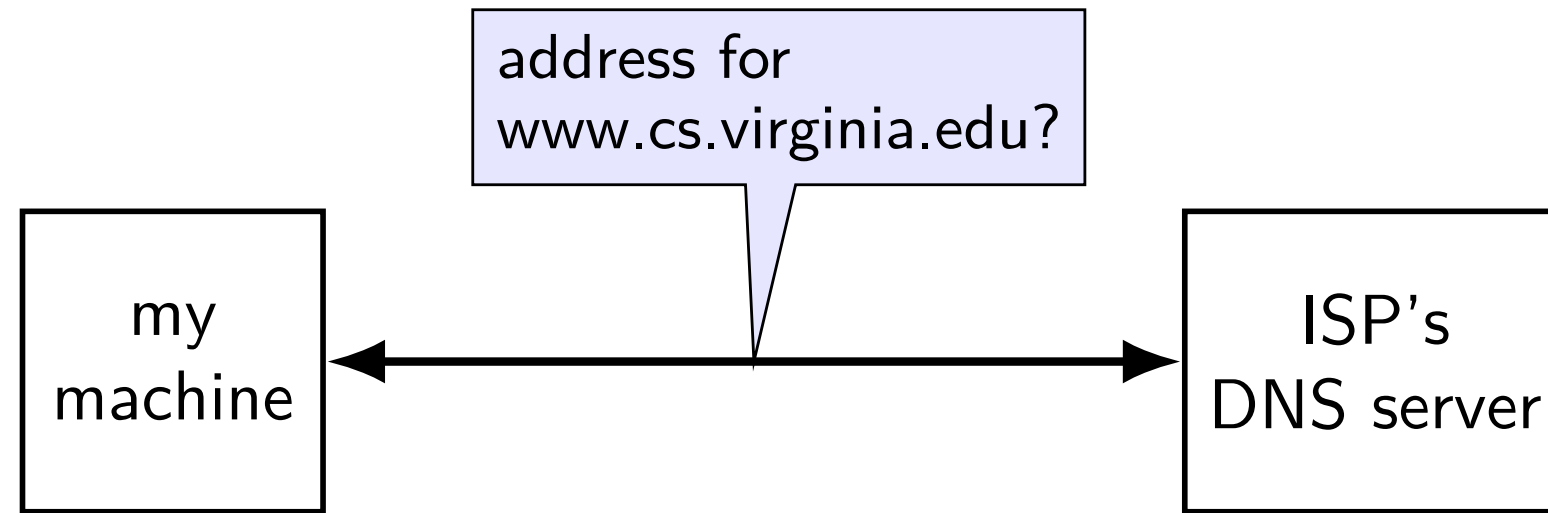 address for
www.cs.virginia.edu?
my
machine
ISP's
DNS server